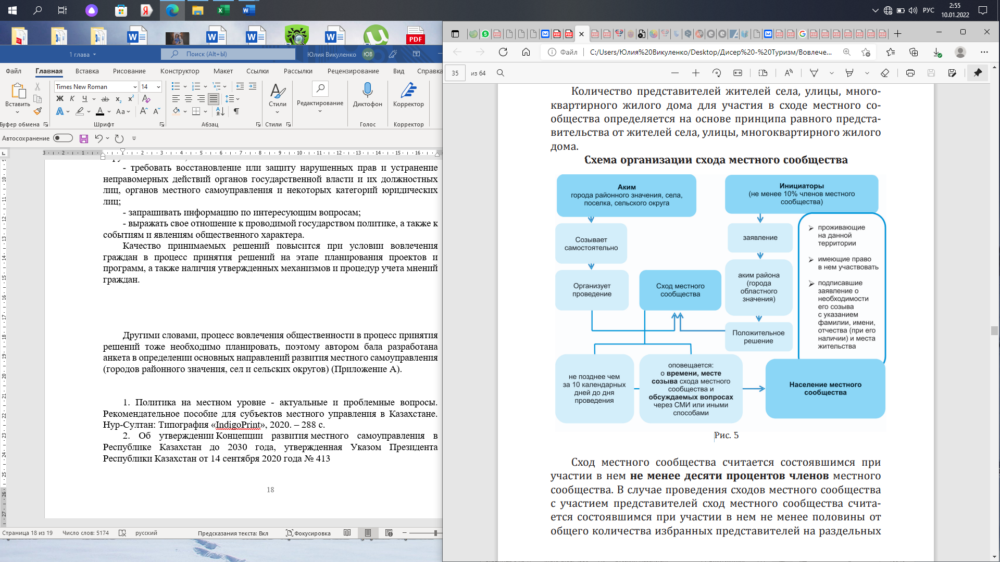 2:55
РУС
10.01.2022
1 глава
Поиск (Alt+Ы)
Юлия Викуленко
ЮВ
Файл
Главная
Вставка
Рисование
Конструктор
Макет
Ссылки
Рассылки
Рецензирование
Вид
Справка
Times New Roman
14
Вставить
Стили
Редактирование
Диктофон
Корректор
Буфер обмена
Шрифт
Абзац
Стили
Голос
Корректор
Автосохранение
- требовать восстановление или защиту нарушенных прав и устранение
неправомерных действий органов государственной власти и их должностных
лиц, органов местного самоуправления и некоторых категорий юридических
лиц;
- запрашивать информацию по интересующим вопросам;
- выражать свое отношение к проводимой государством политике, а также к
событиям и явлениям общественного характера.
Качество принимаемых решений повысится при условии вовлечения
граждан в процесс принятия решений на этапе планирования проектов и
программ, а также наличия утвержденных механизмов и процедур учета мнений
граждан.
Другими словами, процесс вовлечения общественности в процесс принятия
решений тоже необходимо планировать, поэтому автором бала разработана
анкета в определении основных направлений развития местного самоуправления
(городов районного значения, сел и сельских округов) (Приложение А).
1. Политика на местном уровне - актуальные и проблемные вопросы.
Рекомендательное пособие для субъектов местного управления в Казахстане.
Нур-Султан: Типография «IndigoPrint», 2020. – 288 с.
2. Об утверждении Концепции развития местного самоуправления в
Республике Казахстан до 2030 года, утвержденная Указом Президента
Республики Казахстан от 14 сентября 2020 года № 413
18
Страница 18 из 19
Число слов: 5174
русский
Предсказания текста: Вкл
Фокусировка
Файл
C:/Users/Юлия%20Викуленко/Desktop/Дисер%20-%20Туризм/Вовлече...
35
из 64
Количество представителей жителей села, улицы, много-
квартирного жилого дома для участия в сходе местного со-
общества определяется на основе принципа равного предста-
вительства от жителей села, улицы, многоквартирного жилого
дома.
Схема организации схода местного сообщества
Аким
города районного значения, села,
поселка, сельского округа
Инициаторы
(не менее 10% членов местного
сообщества)
Созывает
самостоятельно
заявление
Организует
проведение
Сход местного
сообщества
аким района
(города
областного
значения)
Положительное
решение
➢ проживающие
на данной
территории
➢ имеющие право
в нем участвовать
➢ подписавшие
заявление о
необходимости
его созыва
с указанием
фамилии, имени,
отчества (при его
наличии) и места
жительства
не позднее чем
за 10 календарных
дней до дня
проведения
оповещается:
о времени, месте
созыва схода местного
сообщества и
обсуждаемых вопросах
через СМИ или иными
способами
Население местного
сообщества
Рис. 5
Сход местного сообщества считается состоявшимся при
участии в нем не менее десяти процентов членов местного
сообщества. В случае проведения сходов местного сообщества
с участием представителей сход местного сообщества счита-
ется состоявшимся при участии в нем не менее половины от
общего количества избранных представителей на раздельных